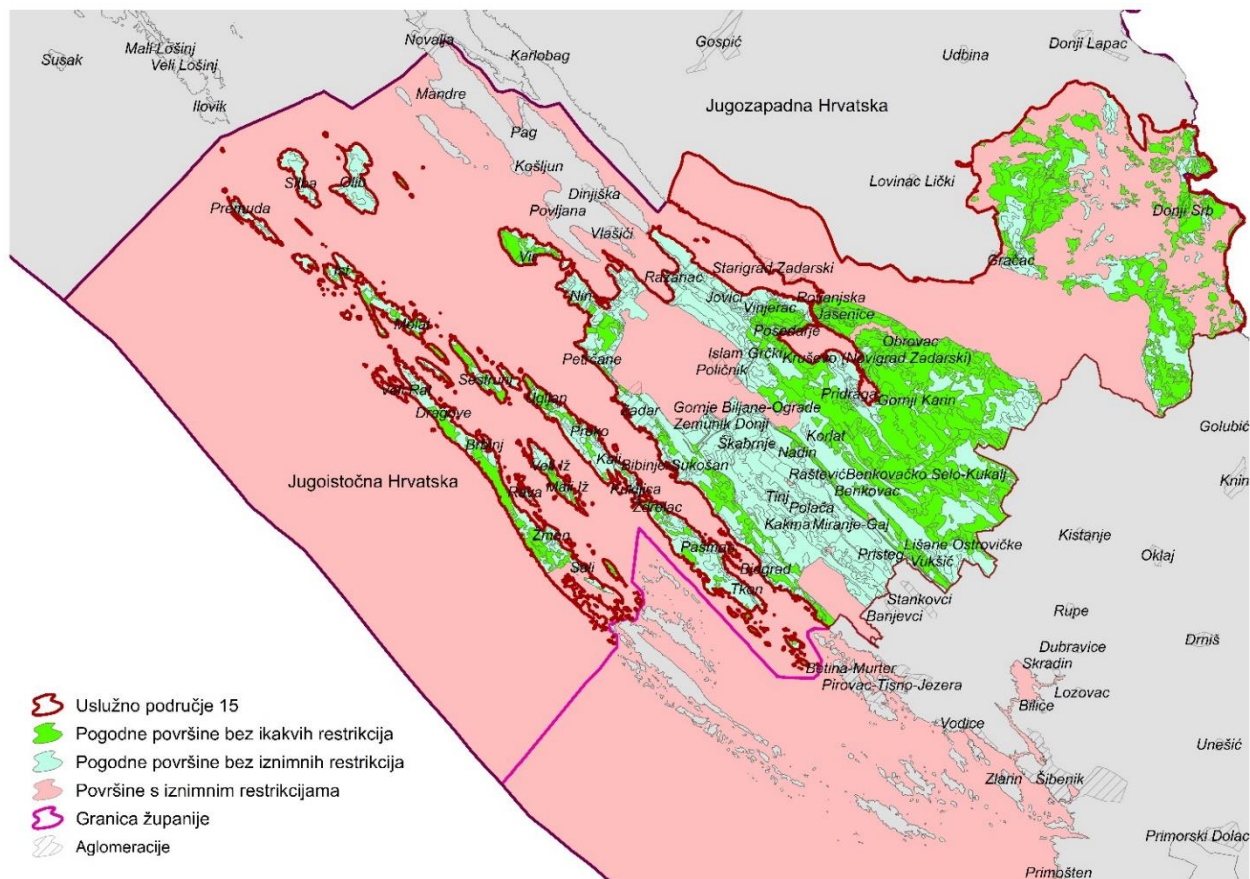 Mali Lošinj
Susak
Veli Lošinj
Ilovik
Novalja
Karlobag
Gospić
Udbina
Donji Lapac
Mandre
Pag
Jugozapadna Hrvatska
Košljun
Lovinac Lički
Silba
Olib
Dinjiška
Premuda
Povljana
Vlašići
Donji Srb
Vir
Gračac
Ist
Ražanac
Starigrad Zadarski
Nin
Jovići
Vinjerac
Rovanjska
Jasenice
Molat
Posedarje
Obrovac
Petrčane
Islam Grčki
Kruševo (Novigrad Zadarski)
Poličnik
Sestrunj
Veli Rat
Pridraga
Gornji Karin
Ugljan
Dragove
Zadar
Gornje Biljane-Ograde
Zemunik Donji
Golubić
Preko
Škabrnje
Korlat
Brbinj
Nadin
Kali
Bibinje-Sukošan
Veli Iž
Jugoistočna Hrvatska
Raštević
Benkovačko Selo-Kukalj
Knin
Rava
Mali Iž
Kukljica
Benkovac
Tinj
Ždrelac
Polača
Kakma
Miranje-Gaj
Žman
Kistanje
Pašman
Lišane Ostrovičke
Oklaj
Pristeg
Vukšić
Sali
Biograd
Tkon
Stankovci
Banjevci
Rupe
Drniš
Dubravice
Skradin
Betina-Murter
Pirovac-Tisno-Jezera
Lozovac
Bilice
Vodice
Unešić
Zlarin
Šibenik
Primorski Dolac
Primošten
Uslužno područje 15
Pogodne površine bez ikakvih restrikcija
Pogodne površine bez iznimnih restrikcija
Površine s iznimnim restrikcijama
Granica županije
Aglomeracije